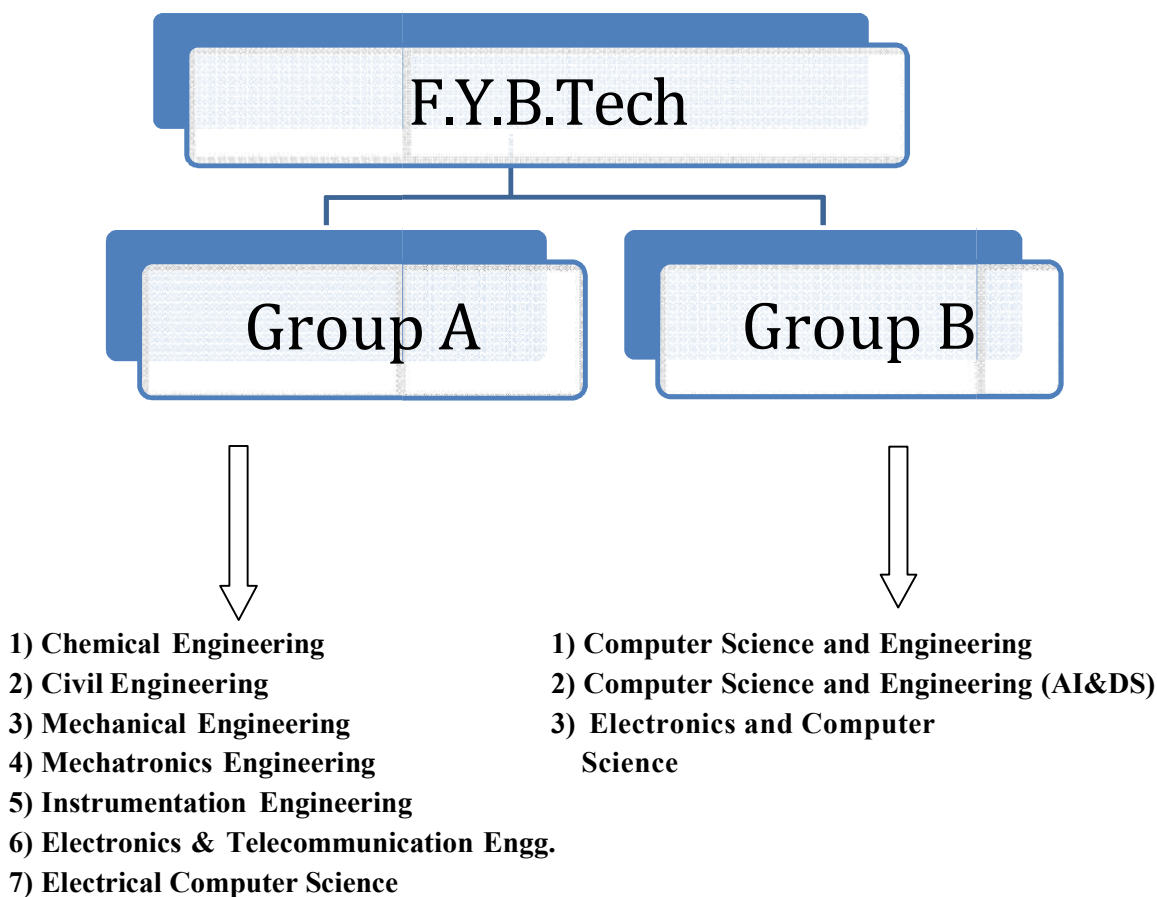 F.Y.B.Tech
Group A
Group B
1) Chemical Engineering
2) Civil Engineering
3) Mechanical Engineering
4) Mechatronics Engineering
5) Instrumentation Engineering
6) Electronics & Telecommunication Engg.
7) Electrical Computer Science
1) Computer Science and Engineering
2) Computer Science and Engineering (AI&DS)
3) Electronics and Computer
Science